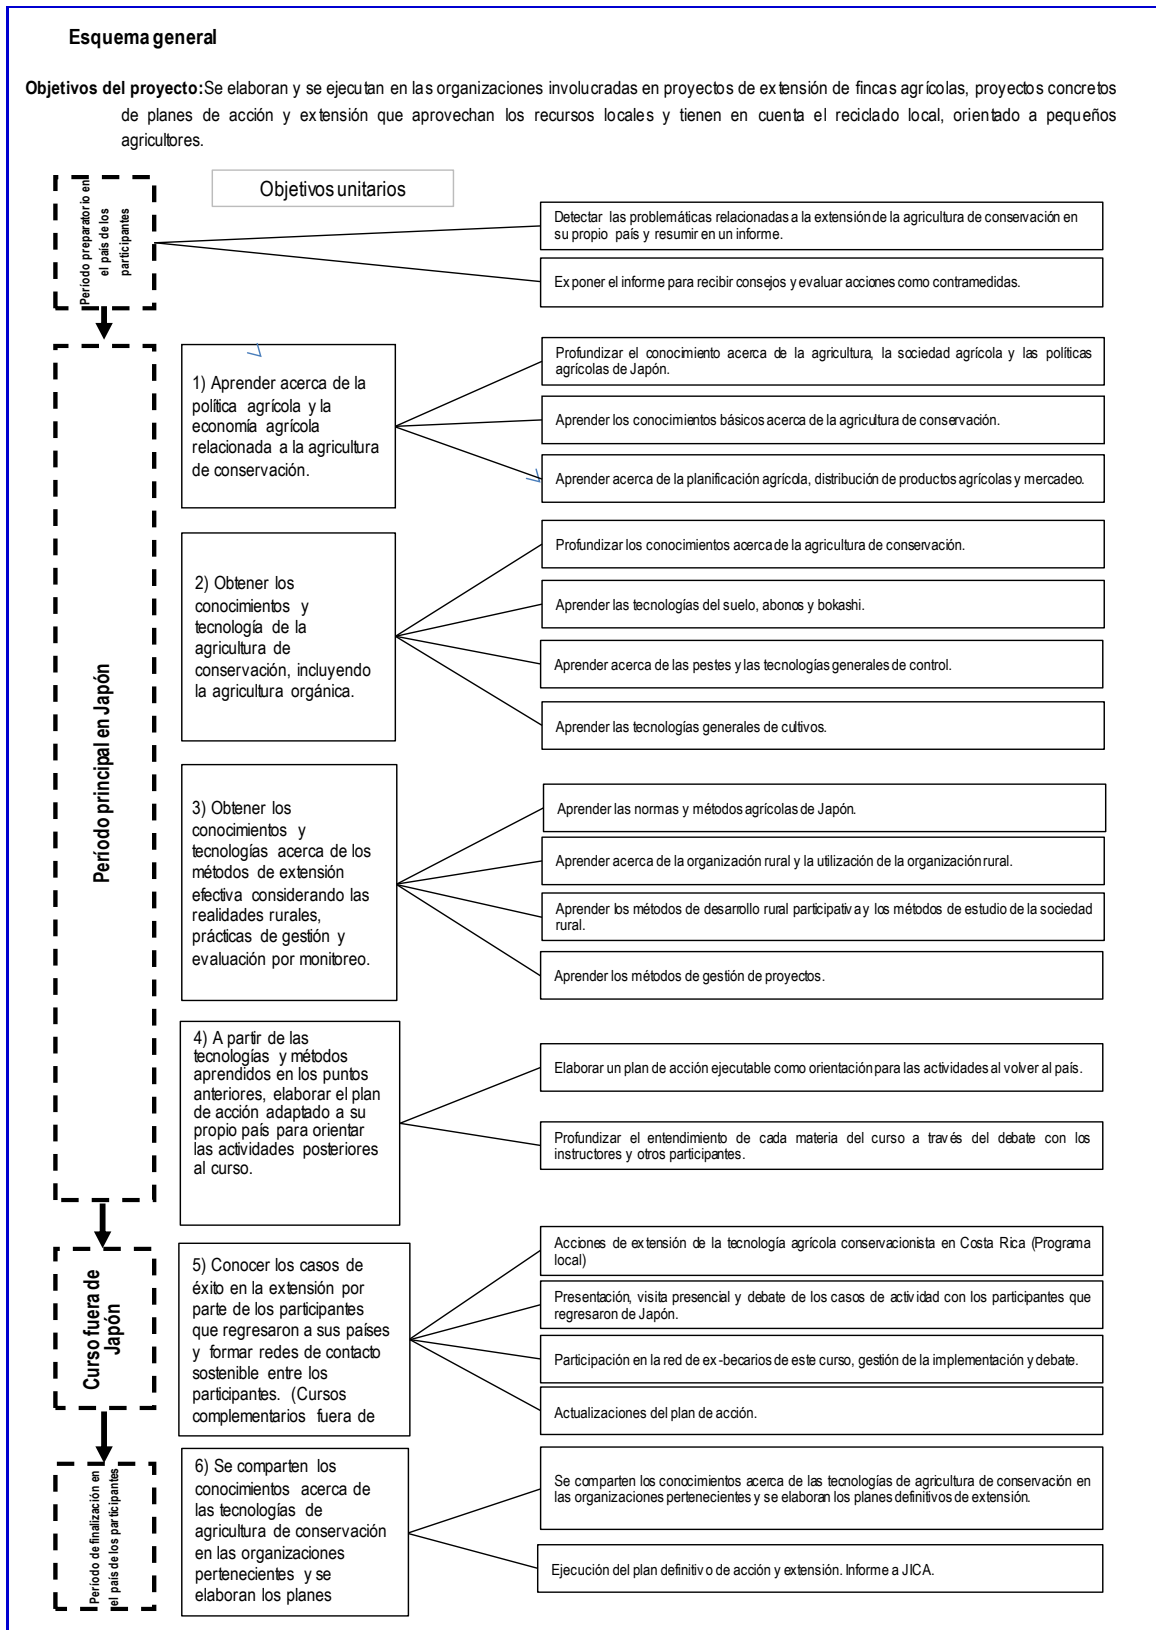 Esquema general
Objetivos del proyecto:Se elaboran y se ejecutan en las organizaciones involucradas en proyectos de extensión de fincas agrícolas, proyectos concretos
de planes de acción y extensión que aprovechan los recursos locales y tienen en cuenta el reciclado local, orientado a pequeños
agricultores.
Período preparatorio en
el país de los
participantes
Objetivos unitarios
Detectar las problemáticas relacionadas a la extensión de la agricultura de conservación en
su propio país y resumir en un informe.
Exponer el informe para recibir consejos y evaluar acciones como contramedidas.
Período principal en Japón
1) Aprender acerca de la
política agrícola y la
economía agrícola
relacionada a la agricultura
de conservación.
Profundizar el conocimiento acerca de la agricultura, la sociedad agrícola y las políticas
agrícolas de Japón.
Aprender los conocimientos básicos acerca de la agricultura de conservación.
Aprender acerca de la planificación agrícola, distribución de productos agrícolas y mercadeo.
2) Obtener los
conocimientos y
tecnología de la
agricultura de
conservación, incluyendo
la agricultura orgánica.
Profundizar los conocimientos acerca de la agricultura de conservación.
Aprender las tecnologías del suelo, abonos y bokashi.
Aprender acerca de las pestes y las tecnologías generales de control.
Aprender las tecnologías generales de cultivos.
3) Obtener los
conocimientos y
tecnologías acerca de los
métodos de extensión
efectiva considerando las
realidades rurales,
prácticas de gestión y
evaluación por monitoreo.
Aprender las normas y métodos agrícolas de Japón.
Aprender acerca de la organización rural y la utilización de la organización rural.
Aprender los métodos de desarrollo rural participativa y los métodos de estudio de la sociedad
rural.
Aprender los métodos de gestión de proyectos.
4) A partir de las
tecnologías y métodos
aprendidos en los puntos
anteriores, elaborar el plan
de acción adaptado a su
propio país para orientar
las actividades posteriores
al curso.
Elaborar un plan de acción ejecutable como orientación para las actividades al volver al país.
Profundizar el entendimiento de cada materia del curso a través del debate con los
instructores y otros participantes.
Curso fuera de
Japón
5) Conocer los casos de
éxito en la extensión por
parte de los participantes
que regresaron a sus países
y formar redes de contacto
sostenible entre los
participantes. (Cursos
complementarios fuera de
Acciones de extensión de la tecnología agrícola conservacionista en Costa Rica (Programa
local)
Presentación, visita presencial y debate de los casos de actividad con los participantes que
regresaron de Japón.
Participación en la red de ex-becarios de este curso, gestión de la implementación y debate.
Actualizaciones del plan de acción.
Período de finalización en
el país de los participantes
6) Se comparten los
conocimientos acerca de
las tecnologías de
agricultura de conservación
en las organizaciones
pertenecientes y se
elaboran los planes
Se comparten los conocimientos acerca de las tecnologías de agricultura de conservación en
las organizaciones pertenecientes y se elaboran los planes definitivos de extensión.
Ejecución del plan definitivo de acción y extensión. Informe a JICA.